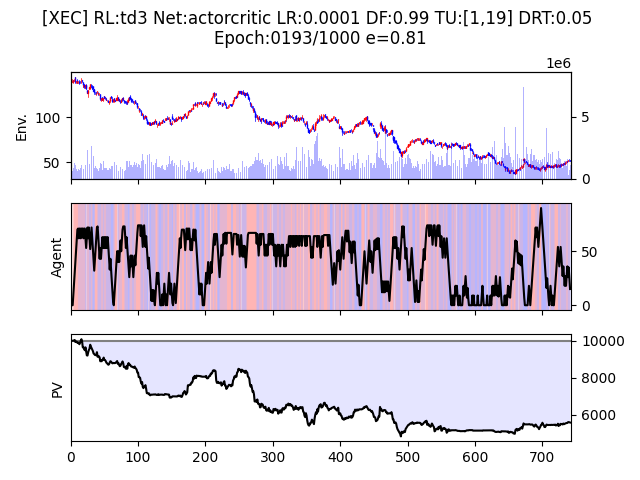 [XEC] RL:td3 Net:actorcritic LR:0.0001 DF:0.99 TU:[1,19] DRT:0.05
Epoch:0193/1000 e=0.81
1e6
Env.
100
50
5
0
Agent
50
0
PV
10000
8000
6000
0 100 200 300 400 500 600 700